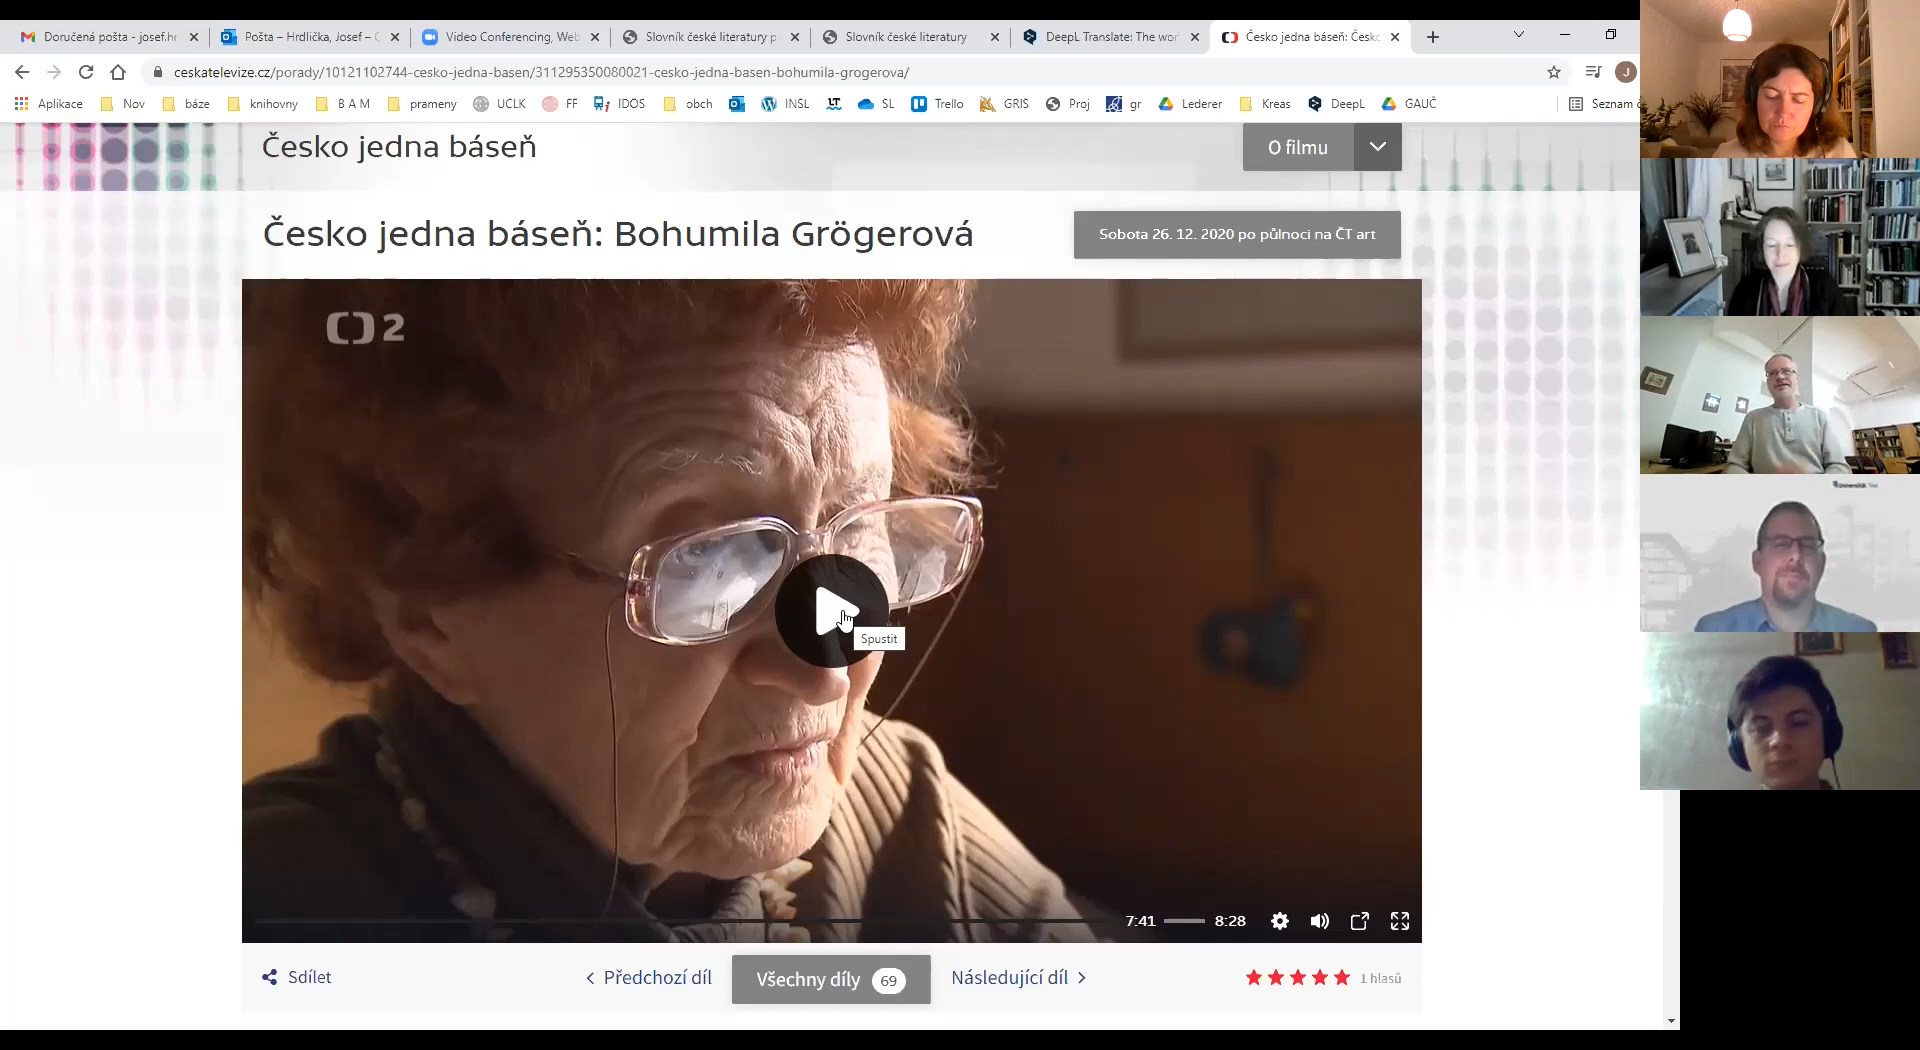 Doručená pošta - josef.hr
Pošta – Hrdlička, Josef –
Video Conferencing, Web
Slovník české literatury p
Slovník české literatury
DeepL Translate: The wor
Česko jedna báseň: Česk
ceskatelevize.cz/porady/10121102744-cesko-jedna-basen/311295350080021-cesko-jedna-basen-bohumila-grogerova/
J
Aplikace
Nov
báze
knihovny
B A M
prameny
UCLK
FF
IDOS
obch
INSL
LT
SL
Trello
GRIS
Proj
gr
Lederer
Kreas
DeepL
GAUČ
Seznam
Česko jedna báseň
O filmu
Česko jedna báseň: Bohumila Grögerová
Sobota 26. 12. 2020 po půlnoci na ČT art
2
Spustit
7:41
8:28
Sdílet
Předchozí díl
Všechny díly 69
Následující díl
1 hlasů